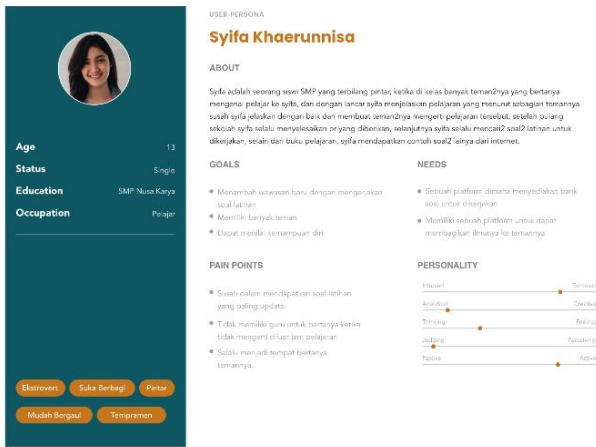 USER PERSONA
Syifa Khaerunnisa
ABOUT
Syifa adalah seorang siswi SMP yang terbilang pintar, ketika di kelas banyak teman2nya yang bertanya
mengenai pelajar ke syifa, dan dengan lancar syifa menjelaskan pelajaran yang menurut sebagian temannya
susah syifa jelaskan dengan baik dan membuat teman2nya mengerti pelajaran tersebut, setelah pulang
sekolah syifa selalu menyelesaikan pr yang diberikan, selanjutnya syifa selalu mencari2 soal2 latihan untuk
dikerjakan, selain dari buku pelajaran, syifa mendapatkan contoh soal2 lainya dari internet.
Age 13
Status Single
Education SMP Nusa Karya
Occupation Pelajar
Ekstrovert Suka Berbagi Pintar
Mudah Bergaul Tempramen
GOALS
Menambah wawasan baru dengan mengerjakan
soal latihan
Memiliki banyak teman
Dapat menilai kemampuan diri
NEEDS
Sebuah platform dimana menyediakan bank
soal untuk dikerjakan
Memiliki sebuah platform untuk dapat
membagikan ilmunya ke temannya
PAIN POINTS
Susah dalam mendapatkan soal latihan
yang paling update.
Tidak memiliki guru untuk bertanya ketika
tidak mengerti diluar jam pelajaran
Selalu menjadi tempat bertanya
temannya.
PERSONALITY
Introvert
Analytical Creative
Thinking Feeling
Judging
Passive Active